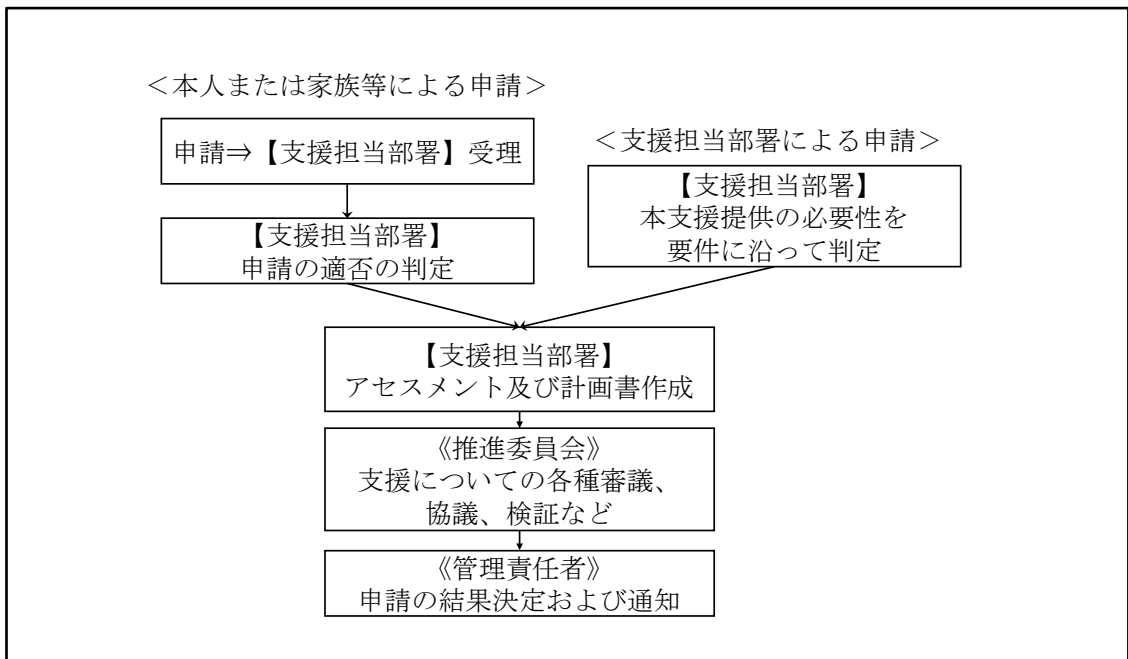 ＜本人または家族等による申請＞
申請⇒【支援担当部署】受理
【支援担当部署】
申請の適否の判定
＜支援担当部署による申請＞
【支援担当部署】
本支援提供の必要性を
要件に沿って判定
【支援担当部署】
アセスメント及び計画書作成
《推進委員会》
支援についての各種審議、
協議、検証など
《管理責任者》
申請の結果決定および通知